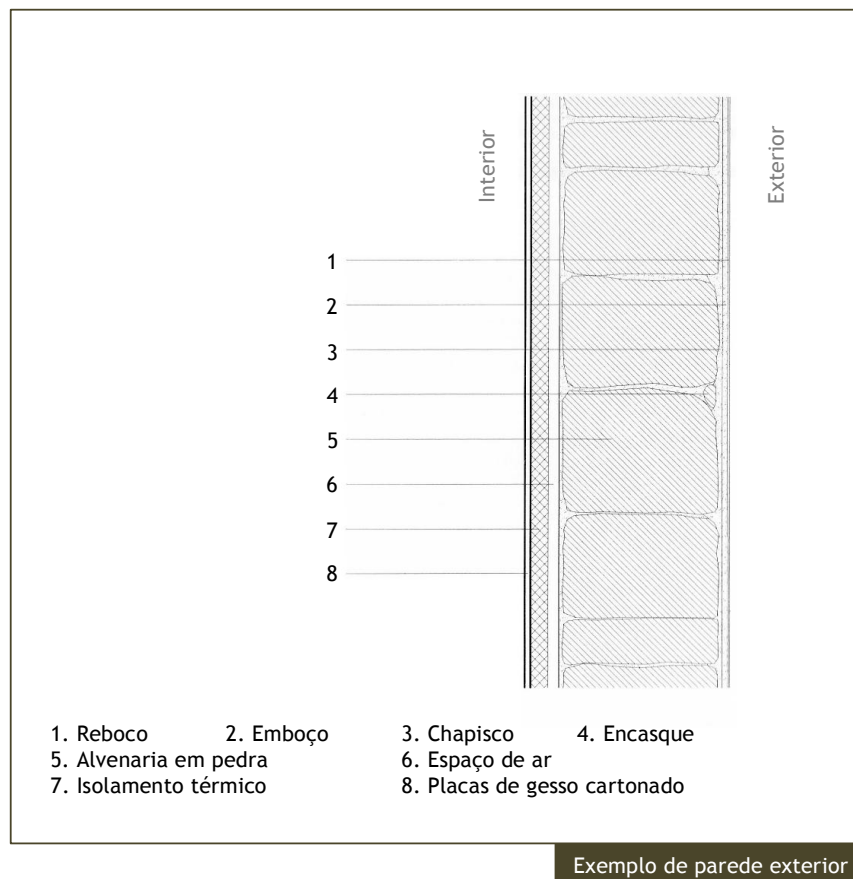 Interior
Exterior
1
2
3
4
5
6
7
8
1. Reboco 2. Emboço 3. Chapisco 4. Encasque
5. Alvenaria em pedra 6. Espaço de ar
7. Isolamento térmico 8. Placas de gesso cartonado
Exemplo de parede exterior